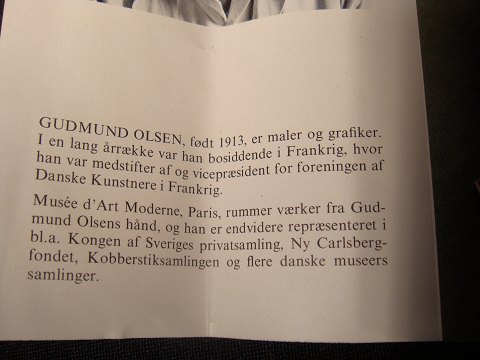 GUDMUND OLSEN, født 1913, er maler og grafiker.
I en lang årrække var han bosiddende i Frankrig, hvor
han var medstifter af og vicepræsident for foreningen af
Danske Kunstnere i Frankrig.
Musée d'Art Moderne, Paris, rummer værker fra Gud-
mund Olsens hånd, og han er endvidere repræsenteret i
bl.a. Kongen af Sveriges privatsamling, Ny Carlsberg-
fondet, Kobberstiksamlingen og flere danske museers
samlinger.